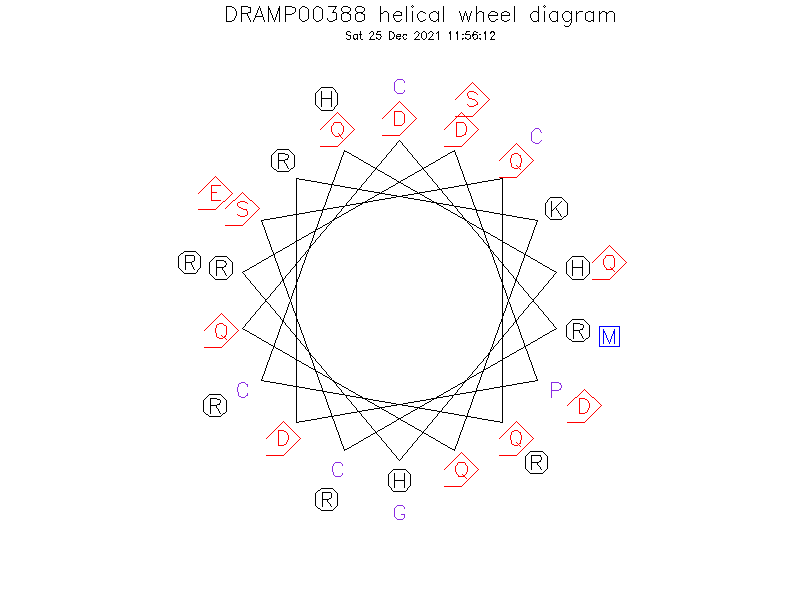 DRAMP00388 helical wheel diagram
Sat 25 Dec 2021 11:56:12
C
H D S
Q D C
R Q
E S K
R R H Q
Q R M
C P D
R
D Q
C Q R
R H
G